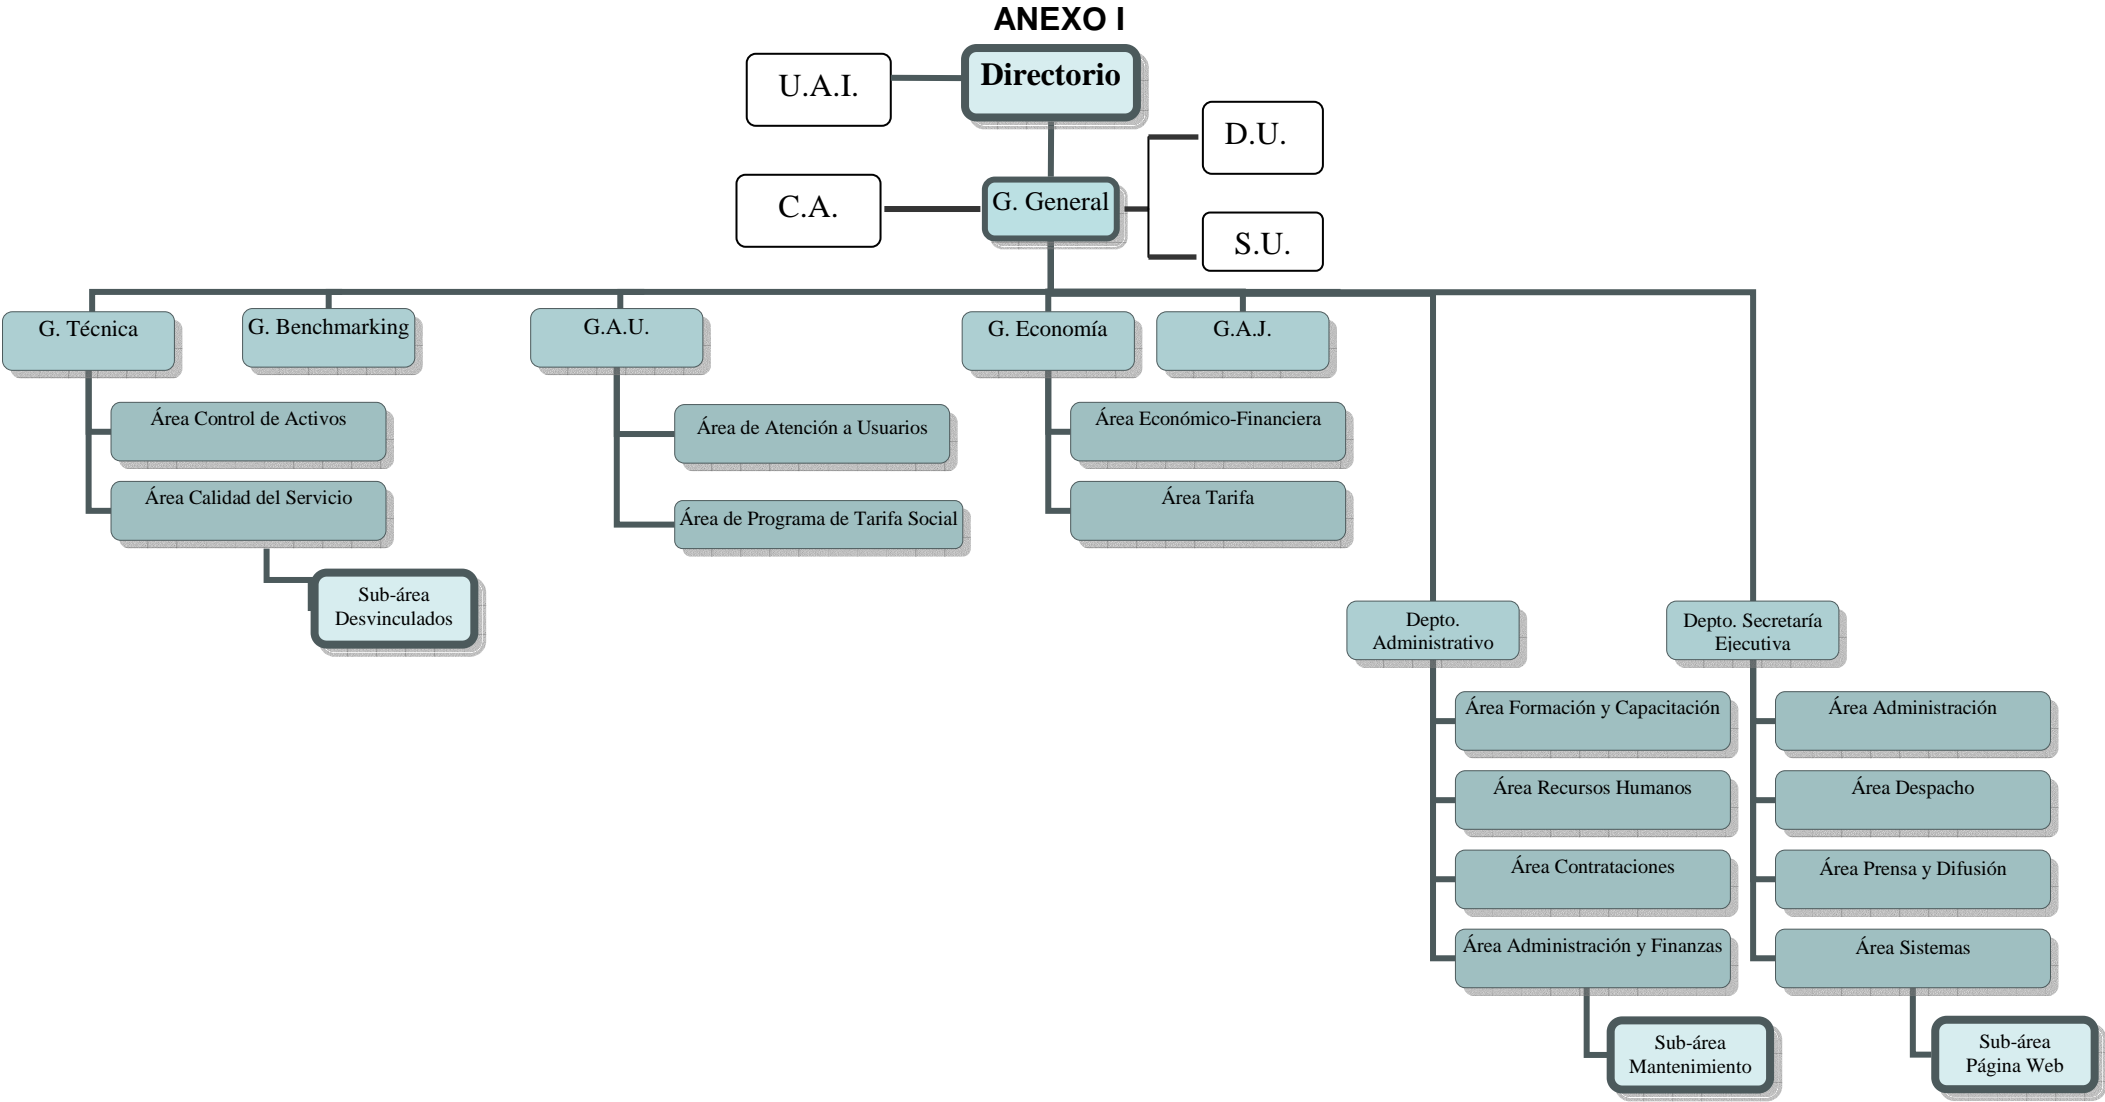 ANEXO I
Directorio
U.A.I.
D.U.
C.A.
G. General
S.U.
G. Técnica
G. Benchmarking
G.A.U.
G. Economía
G.A.J.
Área Control de Activos
Área de Atención a Usuarios
Área Económico-Financiera
Área Calidad del Servicio
Área de Programa de Tarifa Social
Área Tarifa
Sub-área
Desvinculados
Depto.
Administrativo
Depto. Secretaría
Ejecutiva
Área Formación y Capacitación
Área Administración
Área Recursos Humanos
Área Despacho
Área Contrataciones
Área Prensa y Difusión
Área Administración y Finanzas
Área Sistemas
Sub-área
Mantenimiento
Sub-área
Página Web